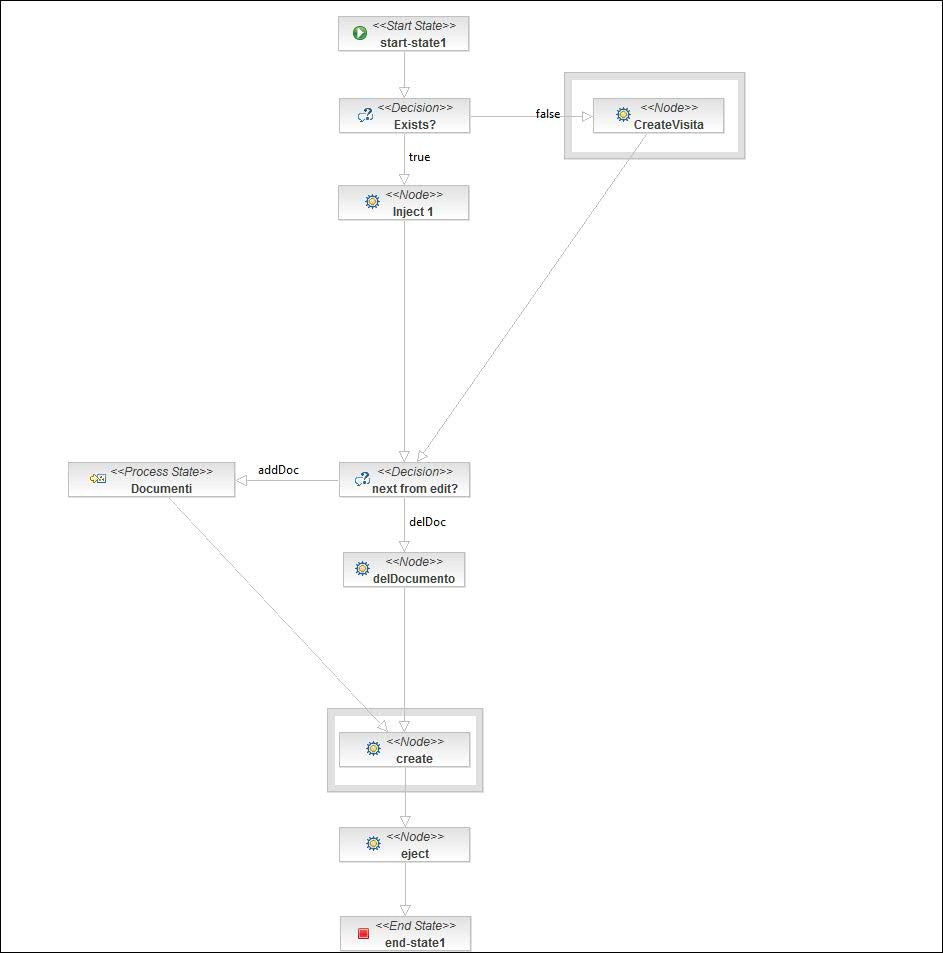 <<Start State>>
start-state1
<<Decision>>
Exists?
false
<<Node>>
CreateVisita
true
<<Node>>
Inject 1
<<Process State>>
Documenti
addDoc
<<Decision>>
next from edit?
delDoc
<<Node>>
delDocumento
<<Node>>
create
<<Node>>
eject
<<End State>>
end-state1